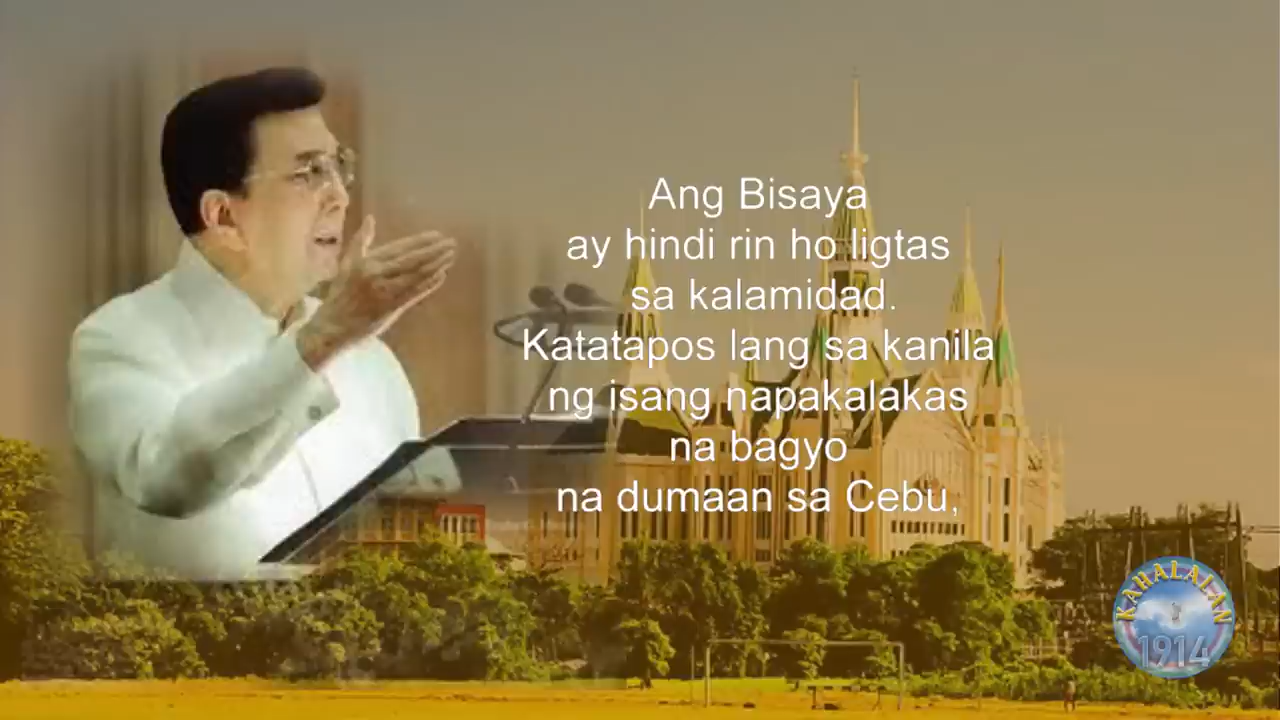 Ang Bisaya
ay hindi rin ho ligtas
sa kalamidad.
Katatapos lang sa kanila
ng isang napakalakas
na bagyo
na dumaan sa Cebu,
KAHALALAN
1914